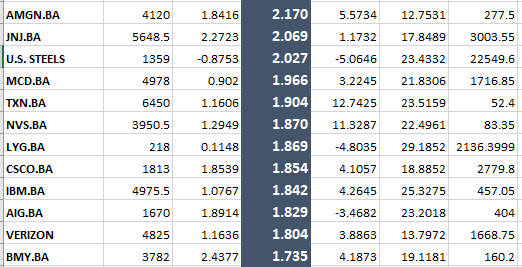 AMGN.BA 4120 1.8416 2.170 5.5734 12.7531 277.5
JNJ.BA 5648.5 2.2723 2.069 1.1732 17.8489 3003.55
U.S. STEELS 1359 -0.8753 2.027 -5.0646 23.4332 22549.6
MCD.BA 4978 0.902 1.966 3.2245 21.8306 1716.85
TXN.BA 6450 1.1606 1.904 12.7425 23.5159 52.4
NVS.BA 3950.5 1.2949 1.870 11.3287 22.4961 83.35
LYG.BA 218 0.1148 1.869 -4.8035 29.1852 2136.3999
CSCO.BA 1813 1.8539 1.854 4.1057 18.8852 2779.8
IBM.BA 4975.5 1.0767 1.842 4.2645 25.3275 457.05
AIG.BA 1670 1.8914 1.829 -3.4682 23.2018 404
VERIZON 4825 1.1636 1.804 3.8863 13.7972 1668.75
BMY.BA 3782 2.4377 1.735 4.1873 19.1181 160.2